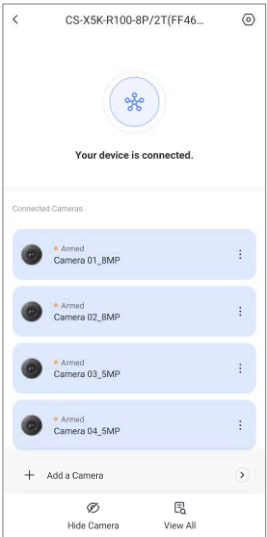 CS-X5K-R100-8P/2T(FF46...
Your device is connected.
Connected Cameras
Armed
Camera 01_8MP
Armed
Camera 02_8MP
Armed
Camera 03_5MP
Armed
Camera 04_5MP
Add a Camera
Hide Camera
View All